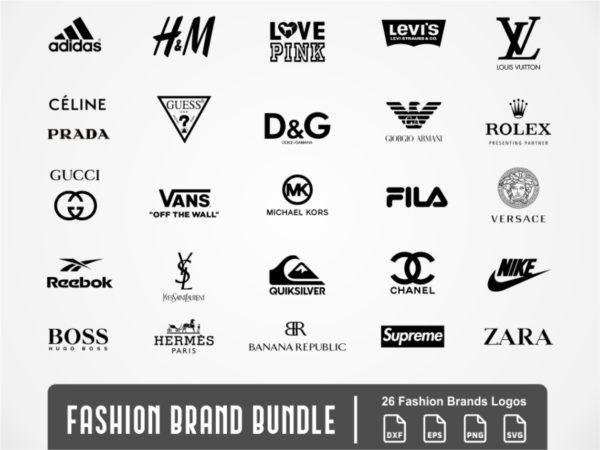 adidas
H&M
LOVE
PINK
LEVI'S
LEVI STRAUSS & CO.
LV
LOUIS VUITTON
CÉLINE
PRADA
GUESS
?
D&G
DOLCE & GABBANA
GIORGIO ARMANI
ROLEX
PRESENTING PARTNER
GUCCI
VANS
"OFF THE WALL"
MK
MICHAEL KORS
FILA
VERSACE
Reebok
YSL
YVES SAINT LAURENT
QUIKSILVER
CHANEL
NIKE
BOSS
HUGO BOSS
HERMÈS
PARIS
BR
BANANA REPUBLIC
Supreme
ZARA
FASHION BRAND BUNDLE
26 Fashion Brands Logos
DXF
EPS
PNG
SVG